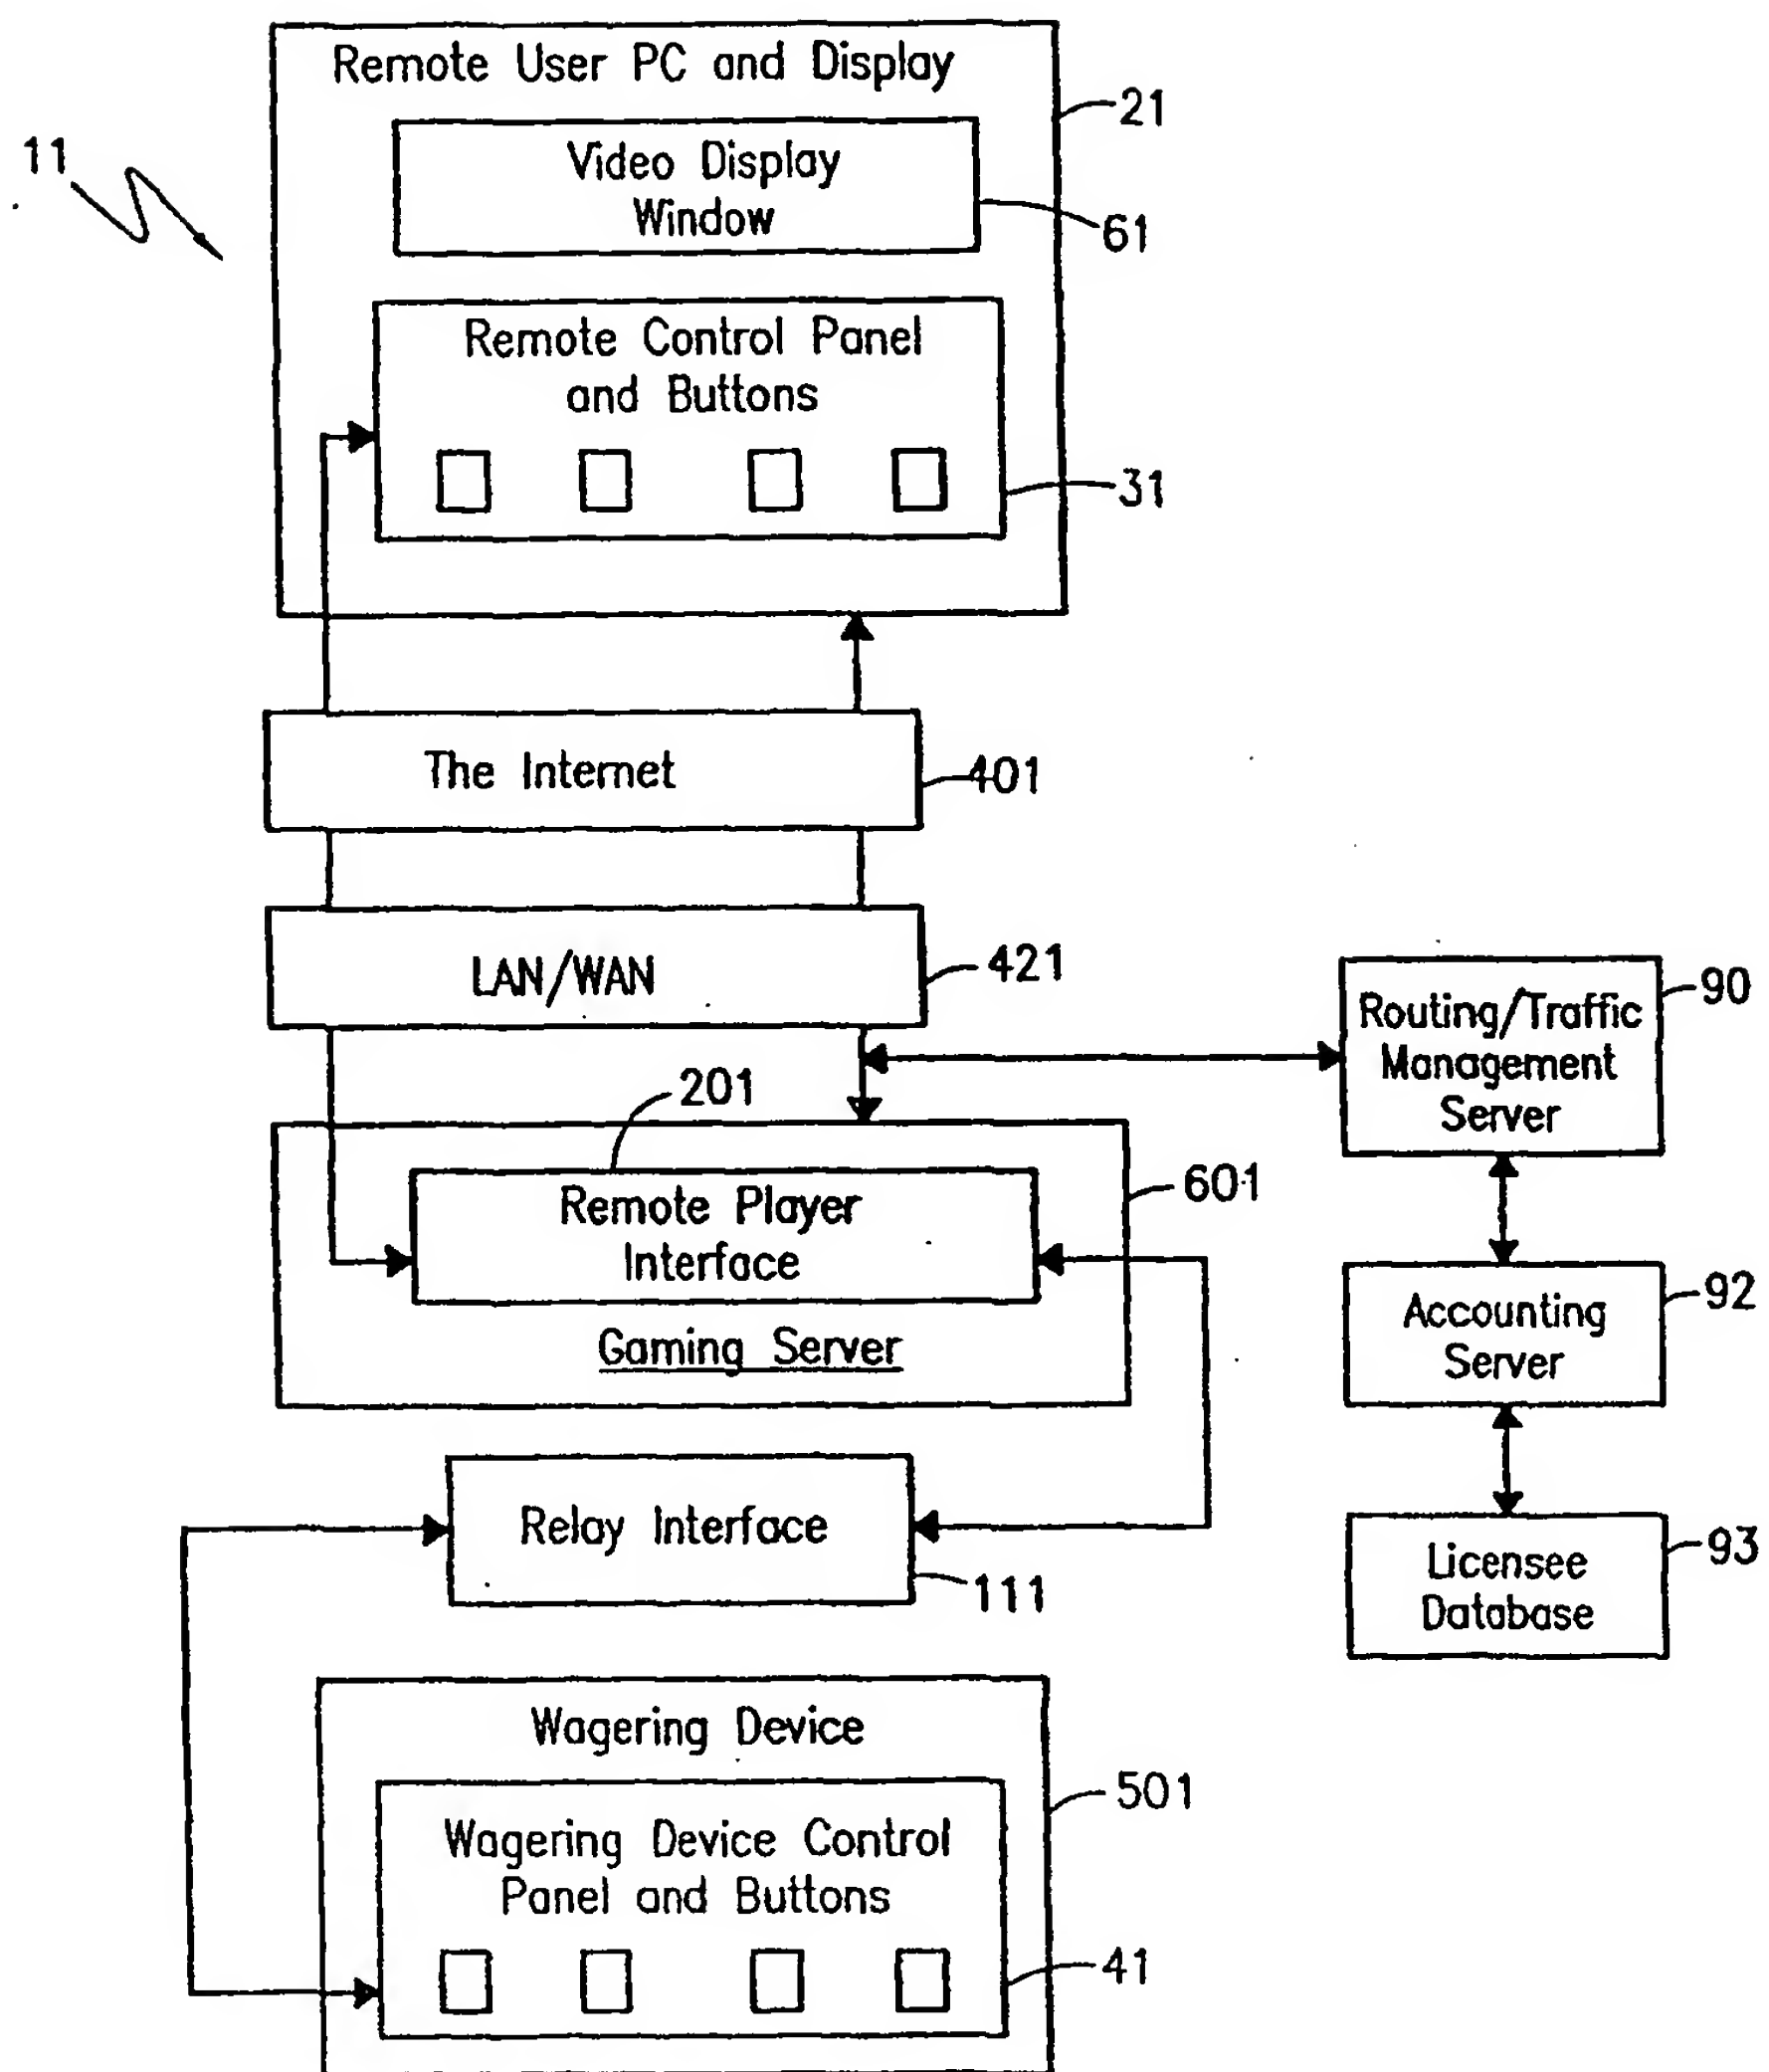 Remote User PC and Display
21
11
Video Display
Window
61
Remote Control Panel
and Buttons
31
The Internet
401
LAN/WAN
421
Routing/Traffic
Management
Server
90
201
Remote Player
Interface
601
Gaming Server
Accounting
Server
92
Relay Interface
111
Licensee
Database
93
Wagering Device
501
Wagering Device Control
Panel and Buttons
41